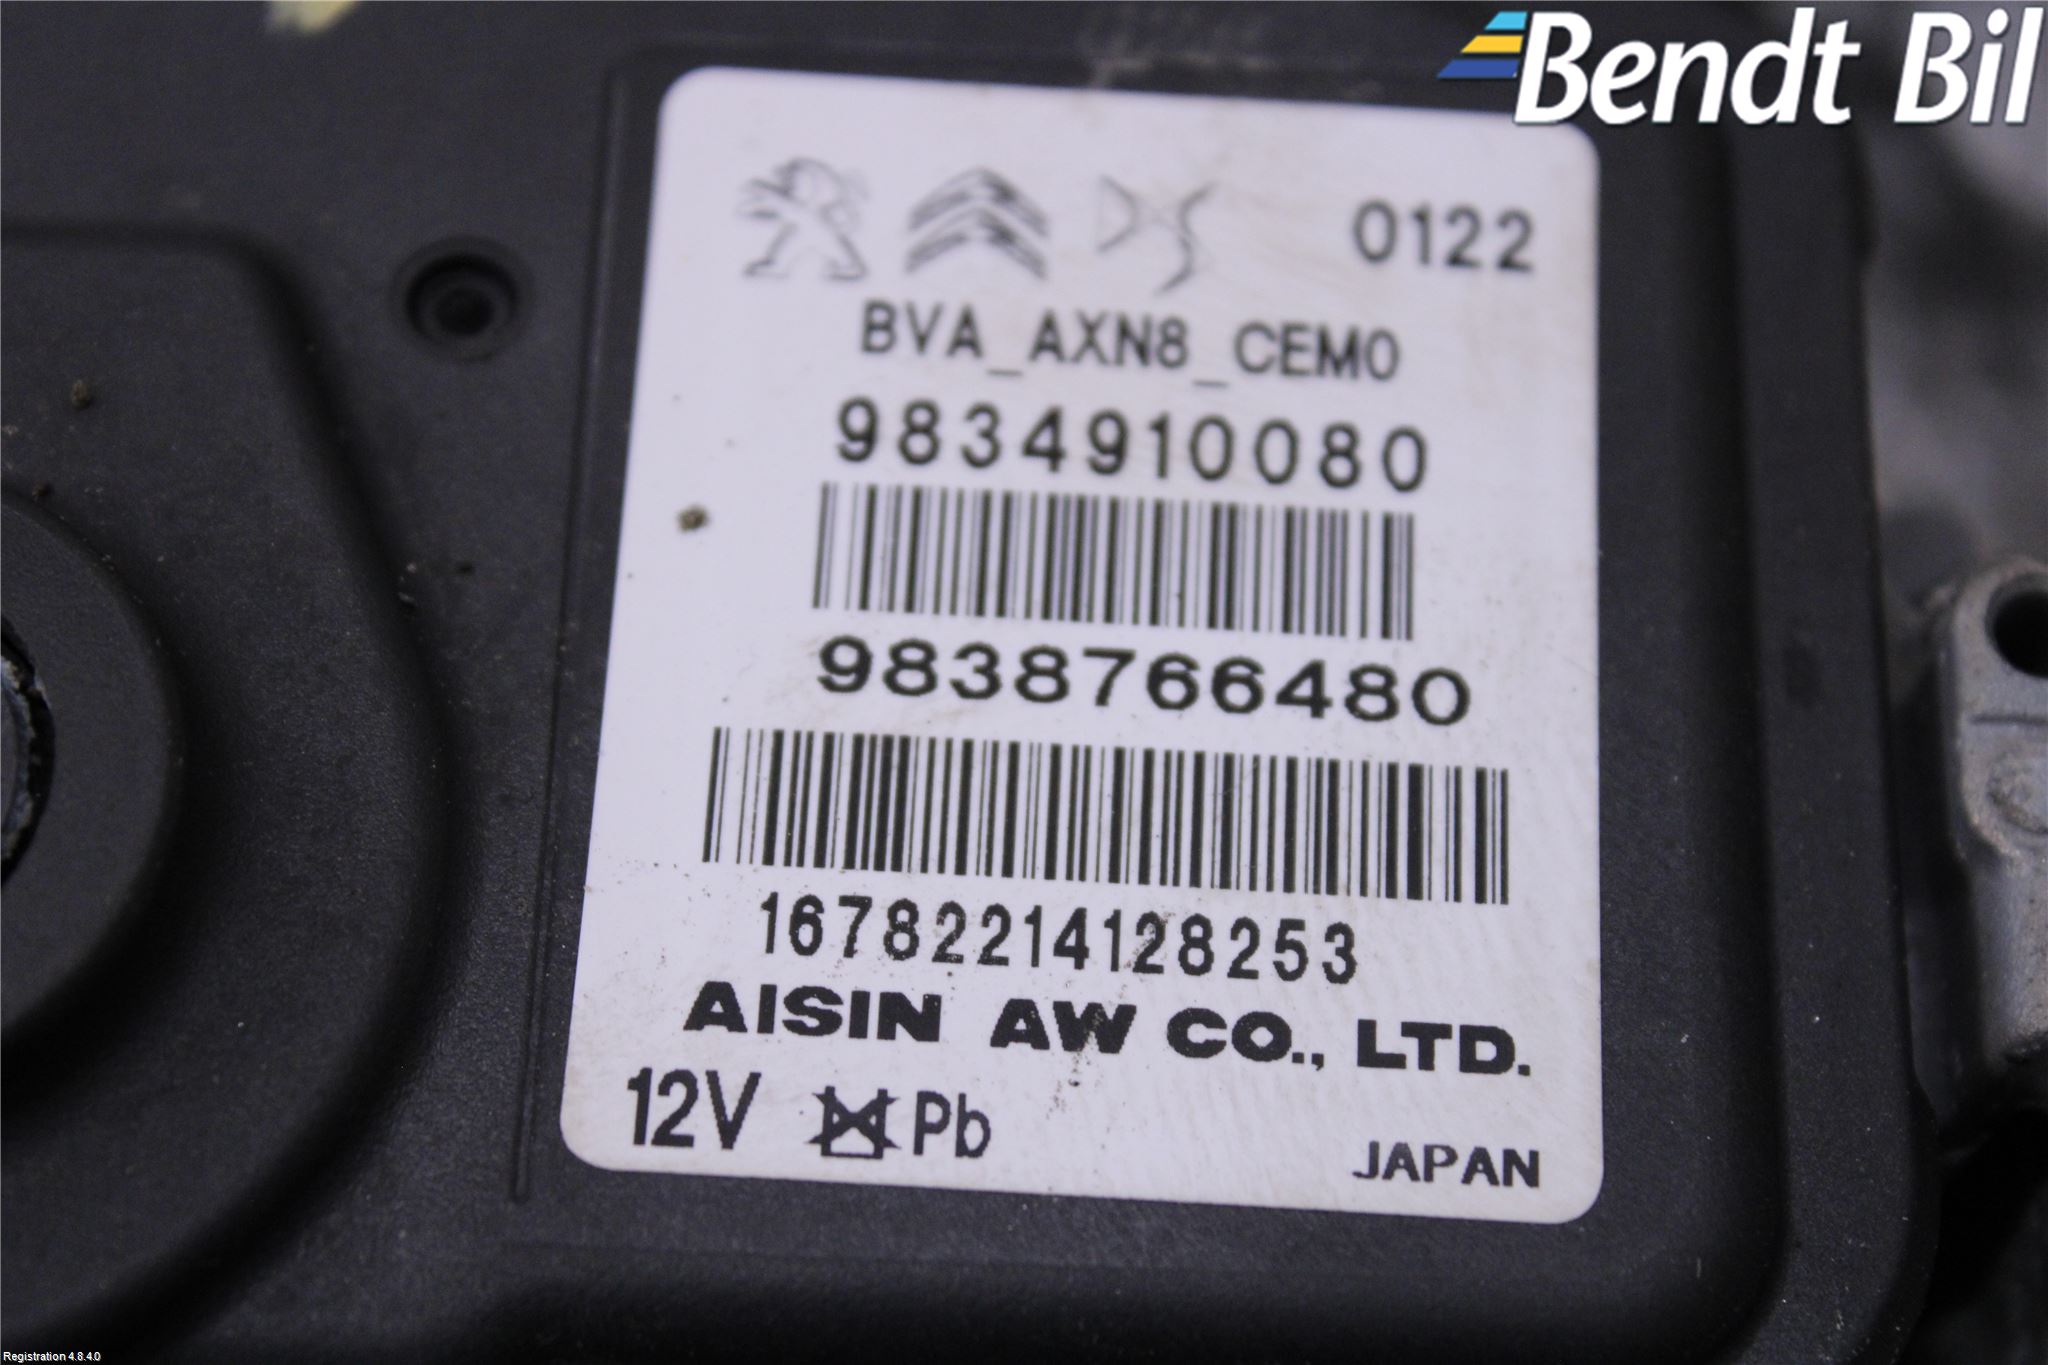 Bendt Bil
0122
BVA_AXN8_CEM0
9834910080
9838766480
16782214128253
AISIN AW CO., LTD.
12V Pb
JAPAN
Registration 4.8.4.0